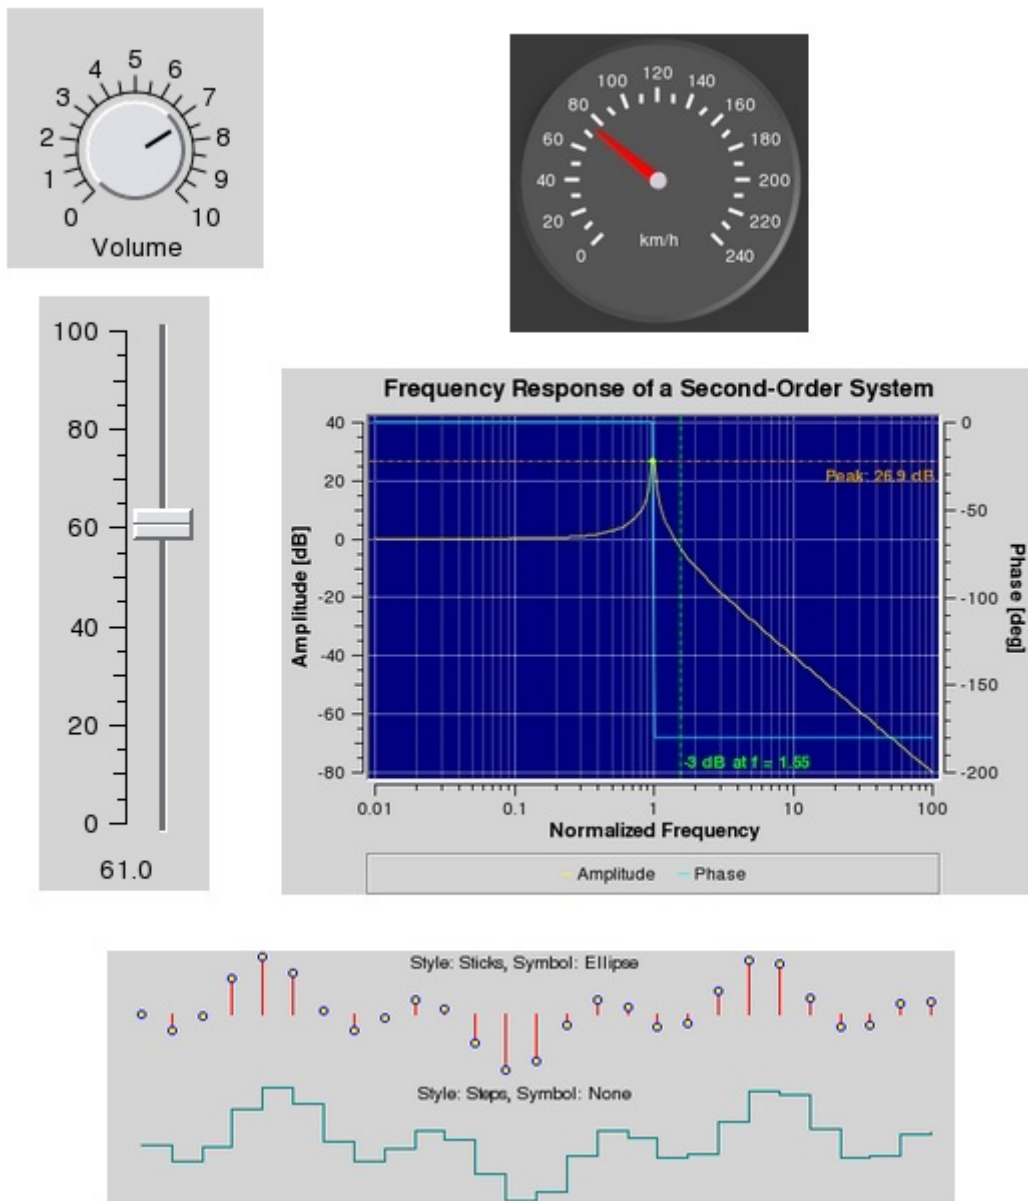 5
4 6
3 7
2 8
1 9
0 10
Volume
120
100 140
80 160
60 180
40 200
20 220
0 240
km/h
100
80
60
40
20
0
61.0
Frequency Response of a Second-Order System
40
20
0
-20
-40
-60
-80
Amplitude [dB]
Peak: 26.9 dB
-3 dB at f = 1.55
0
-50
-100
-150
-200
Phase [deg]
0.01 0.1 1 10 100
Normalized Frequency
Amplitude Phase
Style: Sticks, Symbol: Ellipse
Style: Steps, Symbol: None